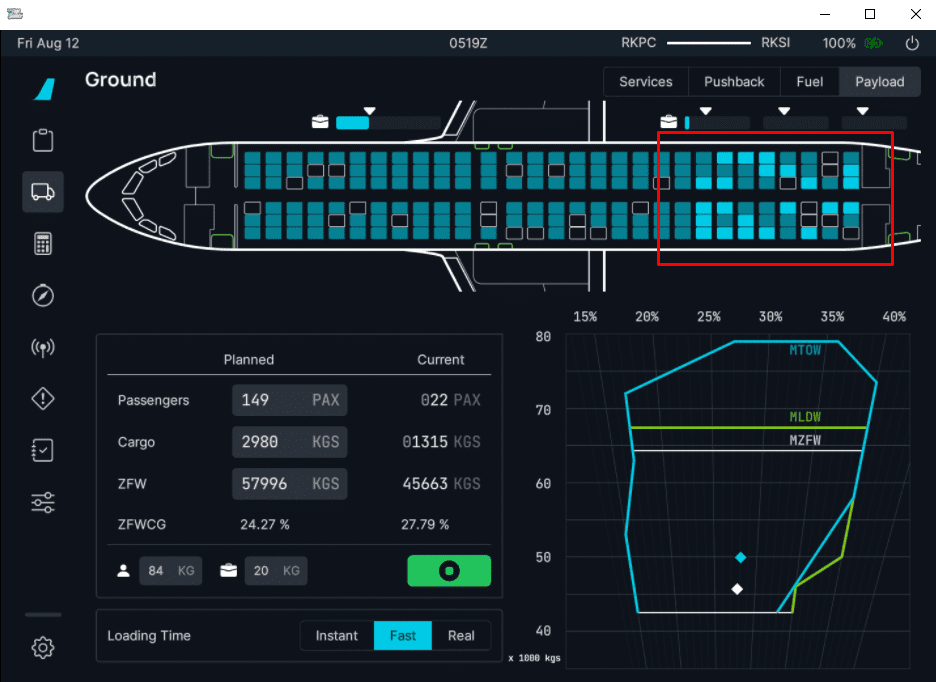 Fri Aug 12 0519Z RKPC RKSI 100%
Ground Services Pushback Fuel Payload
15% 20% 25% 30% 35% 40%
80
MTOW
70
MLDW
MZFW
60
50
40
x 1000 kgs
Planned Current
Passengers 149 PAX 022 PAX
Cargo 2980 KGS 01315 KGS
ZFW 57996 KGS 45663 KGS
ZFWCG 24.27 % 27.79 %
84 KG 20 KG
Loading Time Instant Fast Real